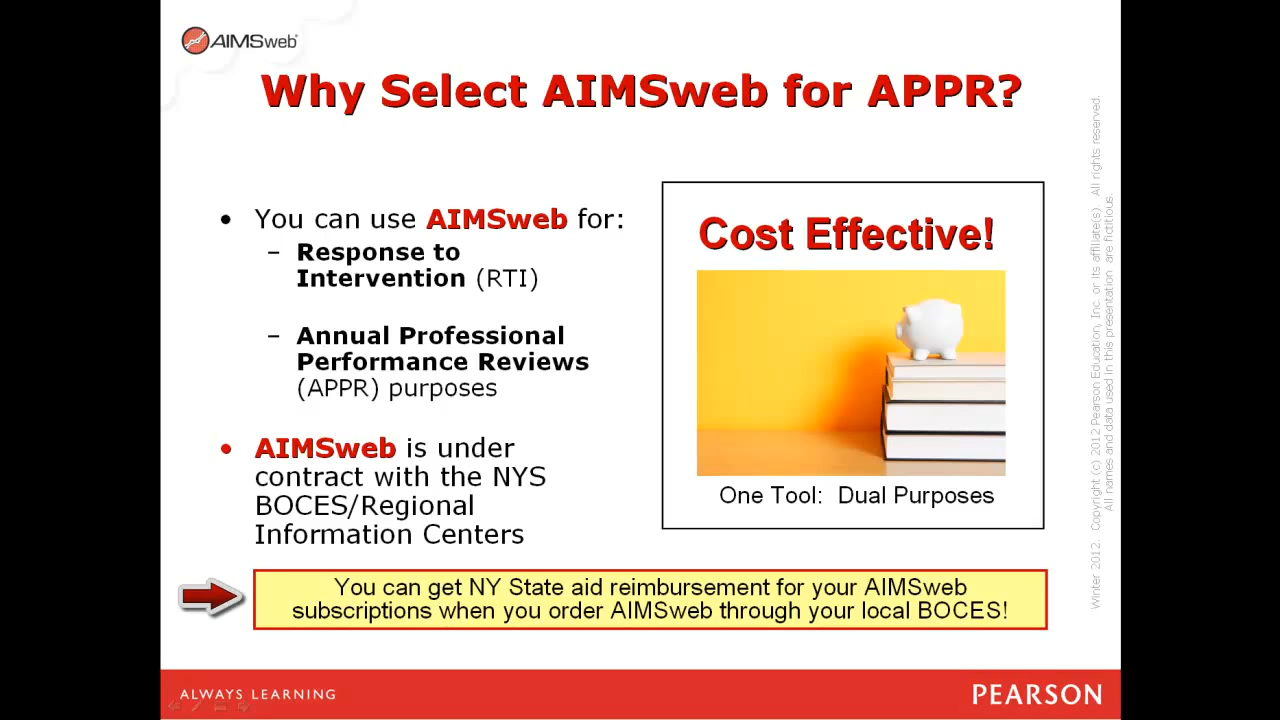 AIMSweb
Why Select AIMSweb for APPR?
• You can use AIMSweb for:
– Response to
Intervention (RTI)
– Annual Professional
Performance Reviews
(APPR) purposes
• AIMSweb is under
contract with the NYS
BOCES/Regional
Information Centers
Cost Effective!
One Tool: Dual Purposes
You can get NY State aid reimbursement for your AIMSweb
subscriptions when you order AIMSweb through your local BOCES!
Winter 2012. Copyright (c) 2012 Pearson Education, Inc. or its affiliate(s). All rights reserved.
All names and data used in this presentation are fictitious.
ALWAYS LEARNING
PEARSON